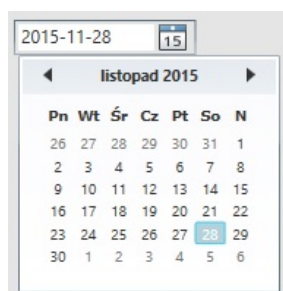 2015-11-28 15
listopad 2015
Pn Wt Śr Cz Pt So N
26 27 28 29 30 31 1
2 3 4 5 6 7 8
9 10 11 12 13 14 15
16 17 18 19 20 21 22
23 24 25 26 27 28 29
30 1 2 3 4 5 6